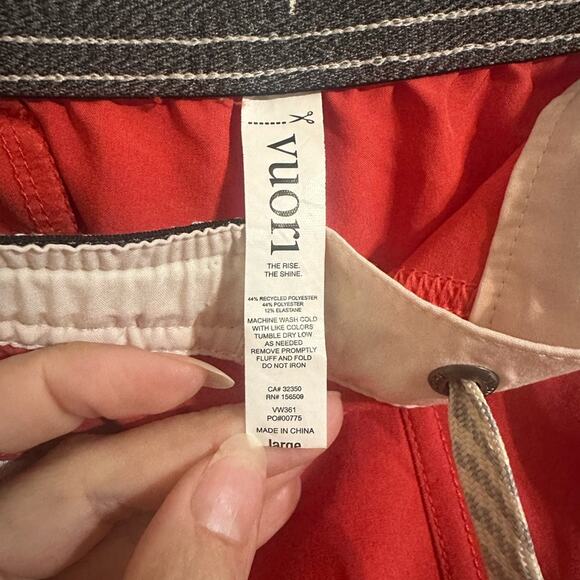 vuori
THE RISE.
THE SHINE.
44% RECYCLED POLYESTER
44% POLYESTER
12% ELASTANE
MACHINE WASH COLD
WITH LIKE COLORS
TUMBLE DRY LOW
AS NEEDED
REMOVE PROMPTLY
FLUFF AND FOLD
DO NOT IRON
CA# 32350
RN# 156509
VW361
PO#00775
MADE IN CHINA
large